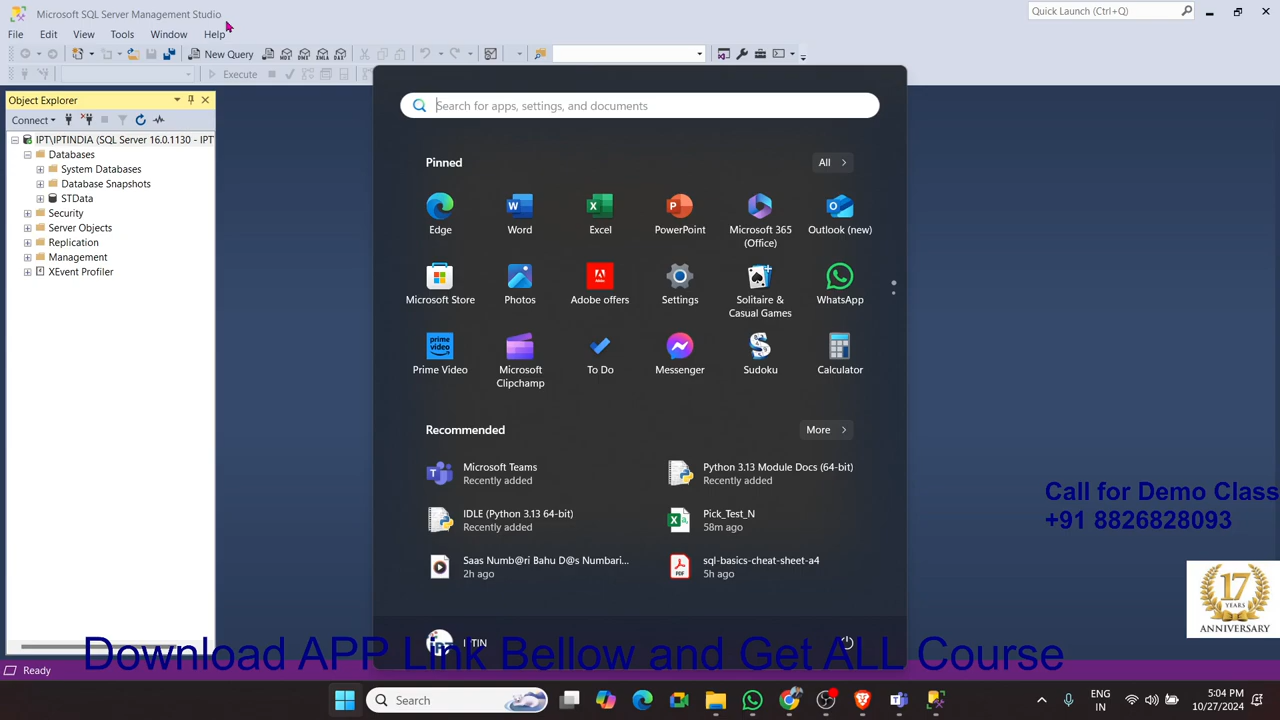 Microsoft SQL Server Management Studio
Quick Launch (Ctrl+Q)
File Edit View Tools Window Help
New Query
Execute
Object Explorer
Connect
IPT\IPTINDIA (SQL Server 16.0.1130 - IPT
Databases
System Databases
Database Snapshots
STData
Security
Server Objects
Replication
Management
XEvent Profiler
Search for apps, settings, and documents
Pinned
All
Edge
Word
Excel
PowerPoint
Microsoft 365 (Office)
Outlook (new)
Microsoft Store
Photos
Adobe offers
Settings
Solitaire & Casual Games
WhatsApp
Prime Video
Microsoft Clipchamp
To Do
Messenger
Sudoku
Calculator
Recommended
More
Microsoft Teams
Recently added
Python 3.13 Module Docs (64-bit)
Recently added
IDLE (Python 3.13 64-bit)
Recently added
Pick_Test_N
58m ago
Saas Numb@ri Bahu D@s Numbari...
2h ago
sql-basics-cheat-sheet-a4
5h ago
Call for Demo Class
+91 8826828093
17
YEARS
ANNIVERSARY
Download APP Link Bellow and Get ALL Course
Ready
Search
ENG
IN
5:04 PM
10/27/2024